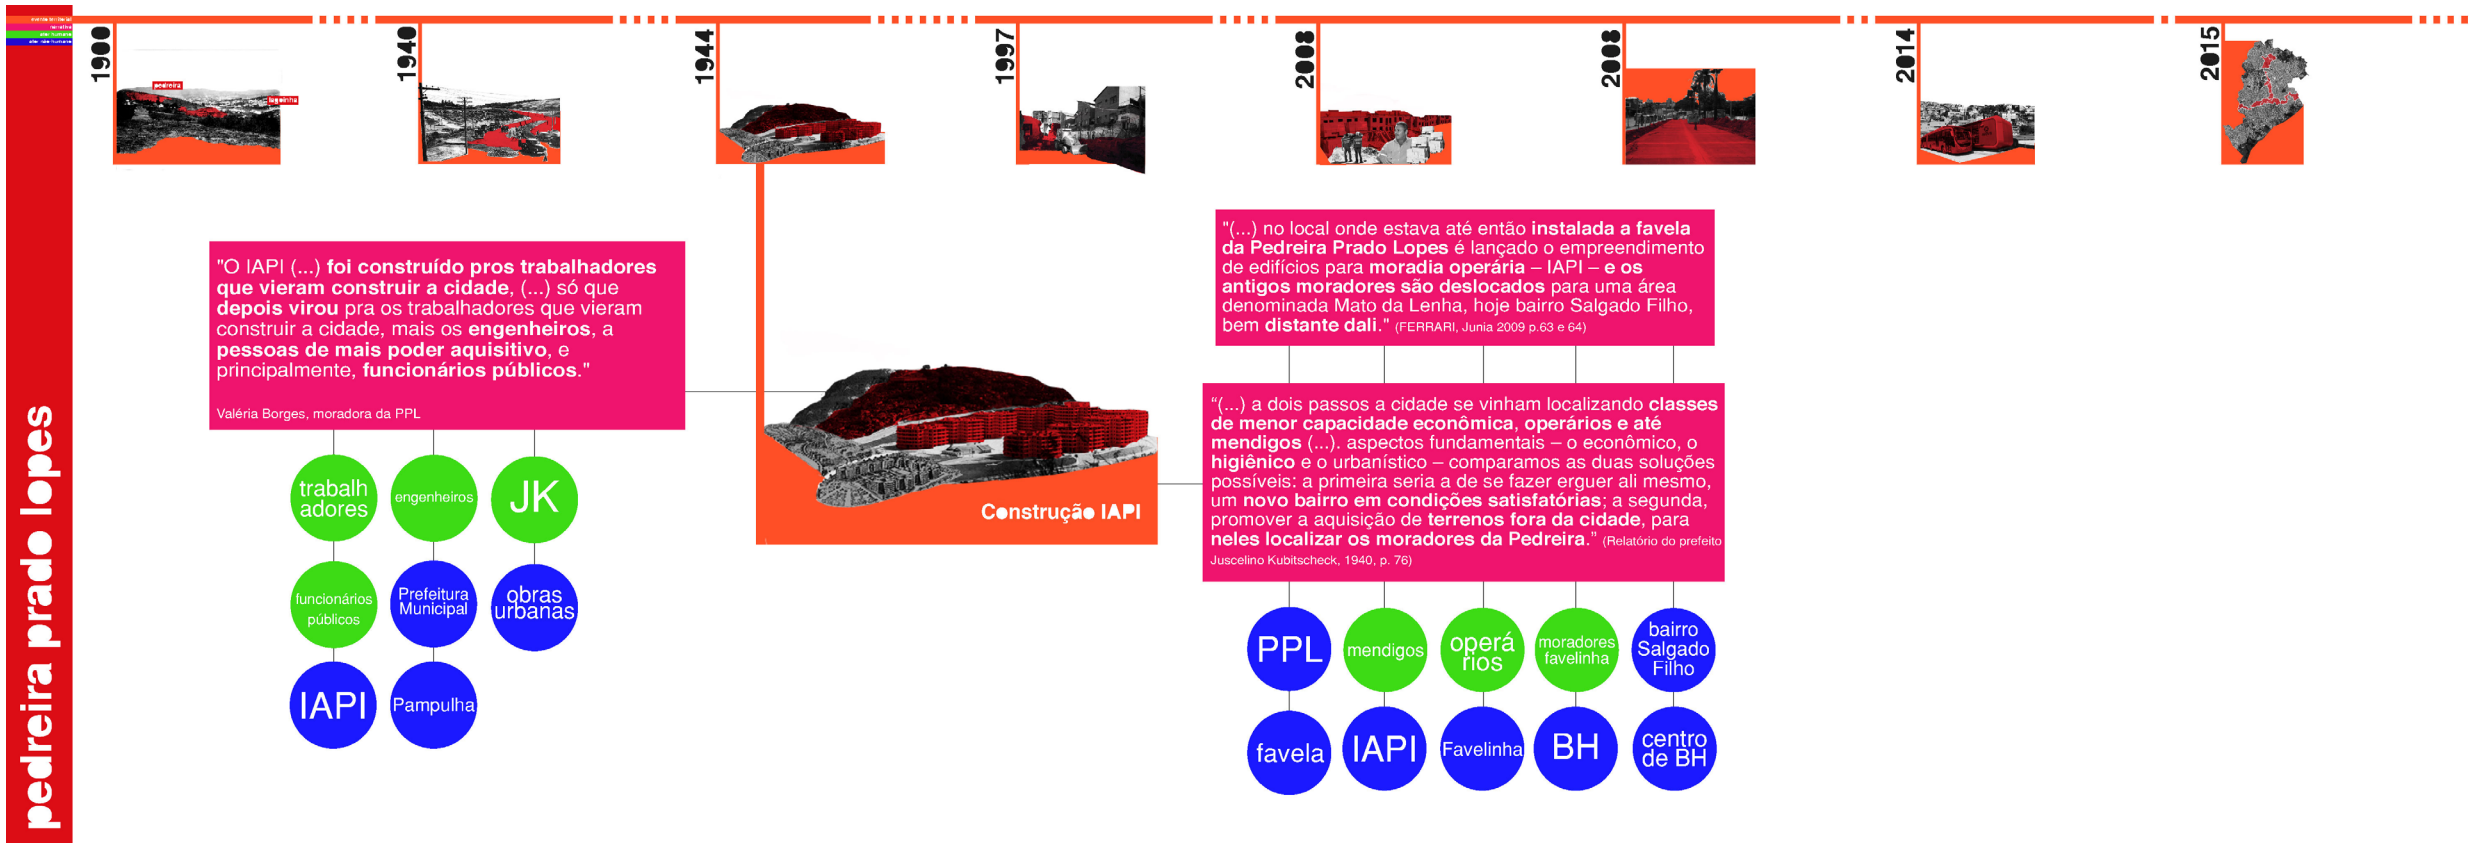 evento territorial
narrativa
ator humano
ator não-humano
pedreira prado lopes
1900
pedreira
lagoinha
1940
1944
1997
2008
2008
2014
2015
"O IAPI (...) foi construído pros trabalhadores
que vieram construir a cidade, (...) só que
depois virou pra os trabalhadores que vieram
construir a cidade, mais os engenheiros, a
pessoas de mais poder aquisitivo, e
principalmente, funcionários públicos."
Valéria Borges, moradora da PPL
trabalh
adores
engenheiros
JK
funcionários
públicos
Prefeitura
Municipal
obras
urbanas
IAPI
Pampulha
Construção IAPI
"(...) no local onde estava até então instalada a favela
da Pedreira Prado Lopes é lançado o empreendimento
de edifícios para moradia operária – IAPI – e os
antigos moradores são deslocados para uma área
denominada Mato da Lenha, hoje bairro Salgado Filho,
bem distante dali." (FERRARI, Junia 2009 p.63 e 64)
“(...) a dois passos a cidade se vinham localizando classes
de menor capacidade econômica, operários e até
mendigos (...). aspectos fundamentais – o econômico, o
higiênico e o urbanístico – comparamos as duas soluções
possíveis: a primeira seria a de se fazer erguer ali mesmo,
um novo bairro em condições satisfatórias; a segunda,
promover a aquisição de terrenos fora da cidade, para
neles localizar os moradores da Pedreira.” (Relatório do prefeito
Juscelino Kubitscheck, 1940, p. 76)
PPL
mendigos
operá
rios
moradores
favelinha
bairro
Salgado
Filho
favela
IAPI
Favelinha
BH
centro
de BH